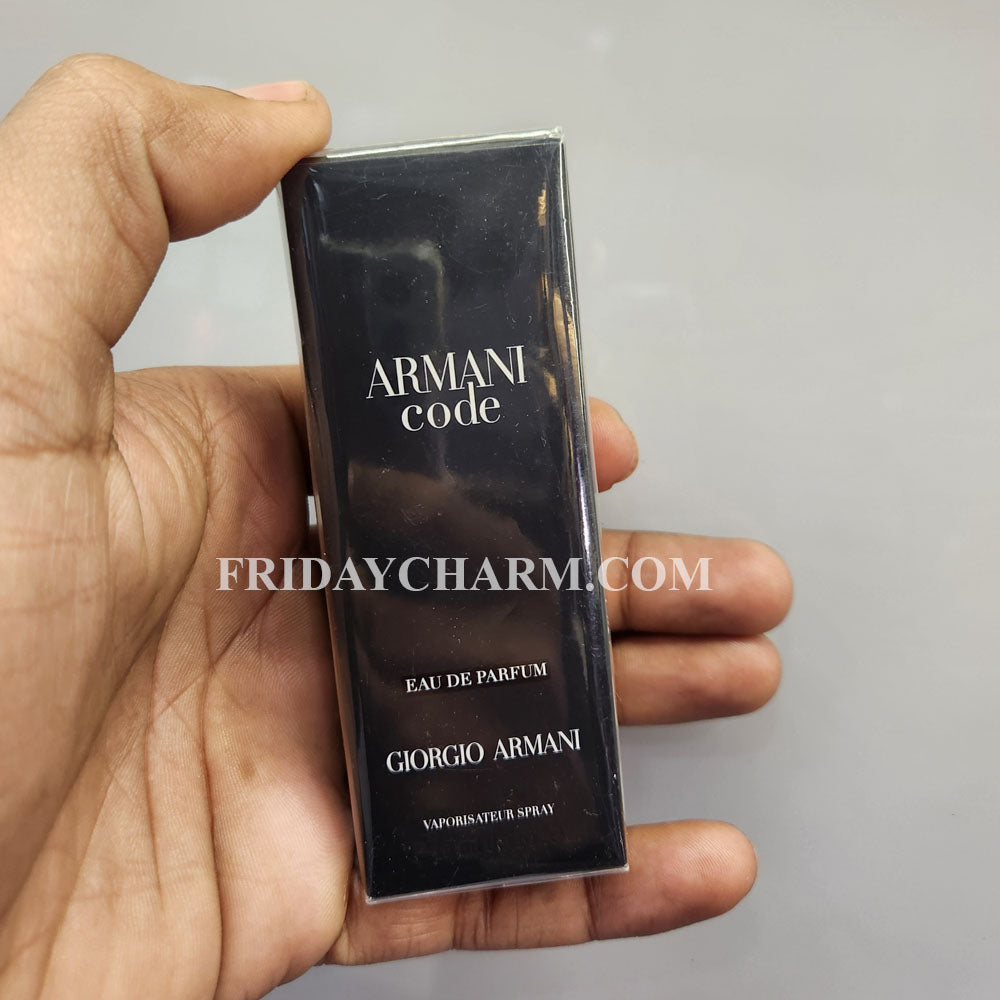 ARMANI
code
FRIDAYCHARM.COM
EAU DE PARFUM
GIORGIO ARMANI
VAPORISATEUR SPRAY